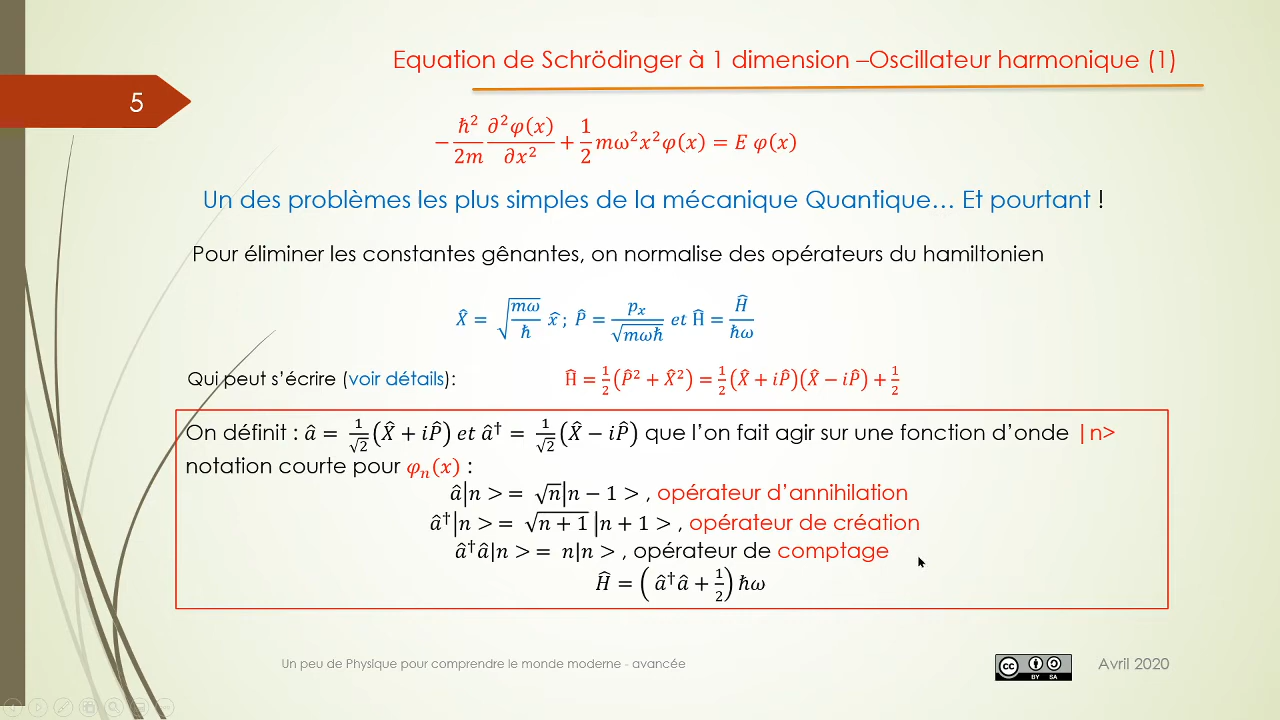 Equation de Schrödinger à 1 dimension –Oscillateur harmonique (1)
5
−ħ²/2m ∂²φ(x)/∂x² + 1/2 mω²x²φ(x) = E φ(x)
Un des problèmes les plus simples de la mécanique Quantique… Et pourtant !
Pour éliminer les constantes gênantes, on normalise des opérateurs du hamiltonien
X̂ = √(mω/ħ) x̂ ; P̂ = pₓ/√(mωħ) et Ĥ = Ĥ/ħω
Qui peut s’écrire (voir détails): Ĥ = 1/2(P̂² + X̂²) = 1/2(X̂ + iP̂)(X̂ − iP̂) + 1/2
On définit : â = 1/√2(X̂ + iP̂) et â† = 1/√2(X̂ − iP̂) que l’on fait agir sur une fonction d’onde |n>
notation courte pour φₙ(x) :
â|n > = √n|n − 1 > , opérateur d’annihilation
â†|n > = √(n + 1) |n + 1 > , opérateur de création
â†â|n > = n|n > , opérateur de comptage
Ĥ = ( â†â + 1/2) ħω
Un peu de Physique pour comprendre le monde moderne - avancée
cc BY SA
Avril 2020